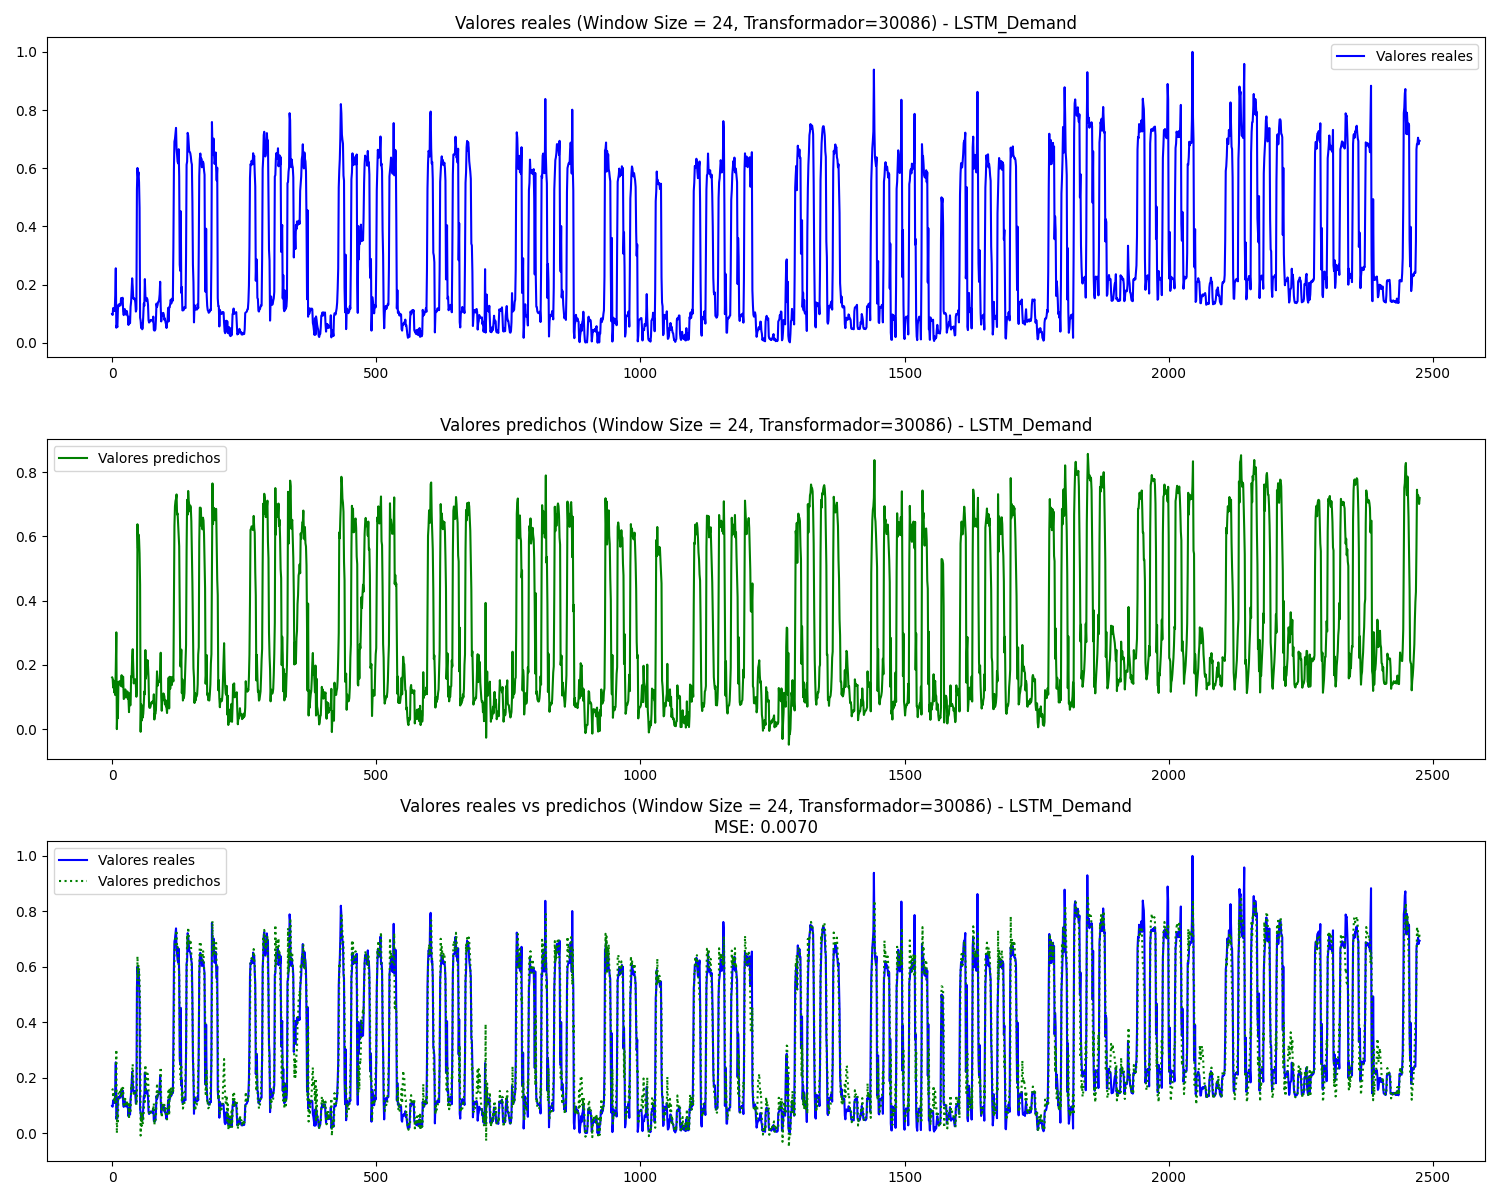 Valores reales (Window Size = 24, Transformador=30086) - LSTM_Demand
Valores reales
1.0
0.8
0.6
0.4
0.2
0.0
0 500 1000 1500 2000 2500
Valores predichos (Window Size = 24, Transformador=30086) - LSTM_Demand
Valores predichos
0.8
0.6
0.4
0.2
0.0
0 500 1000 1500 2000 2500
Valores reales vs predichos (Window Size = 24, Transformador=30086) - LSTM_Demand
MSE: 0.0070
Valores reales
Valores predichos
1.0
0.8
0.6
0.4
0.2
0.0
0 500 1000 1500 2000 2500